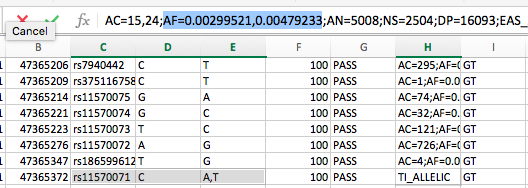 AC=15,24;AF=0.00299521,0.00479233;AN=5008;NS=2504;DP=16093;EAS_
Cancel
B C D E F G H I
47365206 rs7940442 C T 100 PASS AC=295;AF=0 GT
47365209 rs375116758 C T 100 PASS AC=1;AF=0.0 GT
47365214 rs11570075 G A 100 PASS AC=74;AF=0. GT
47365221 rs11570074 G C 100 PASS AC=32;AF=0. GT
47365223 rs11570073 T C 100 PASS AC=121;AF=0 GT
47365276 rs11570072 A G 100 PASS AC=726;AF=0 GT
47365347 rs186599612 T G 100 PASS AC=4;AF=0.0 GT
47365372 rs11570071 C A,T 100 PASS TI_ALLELIC GT